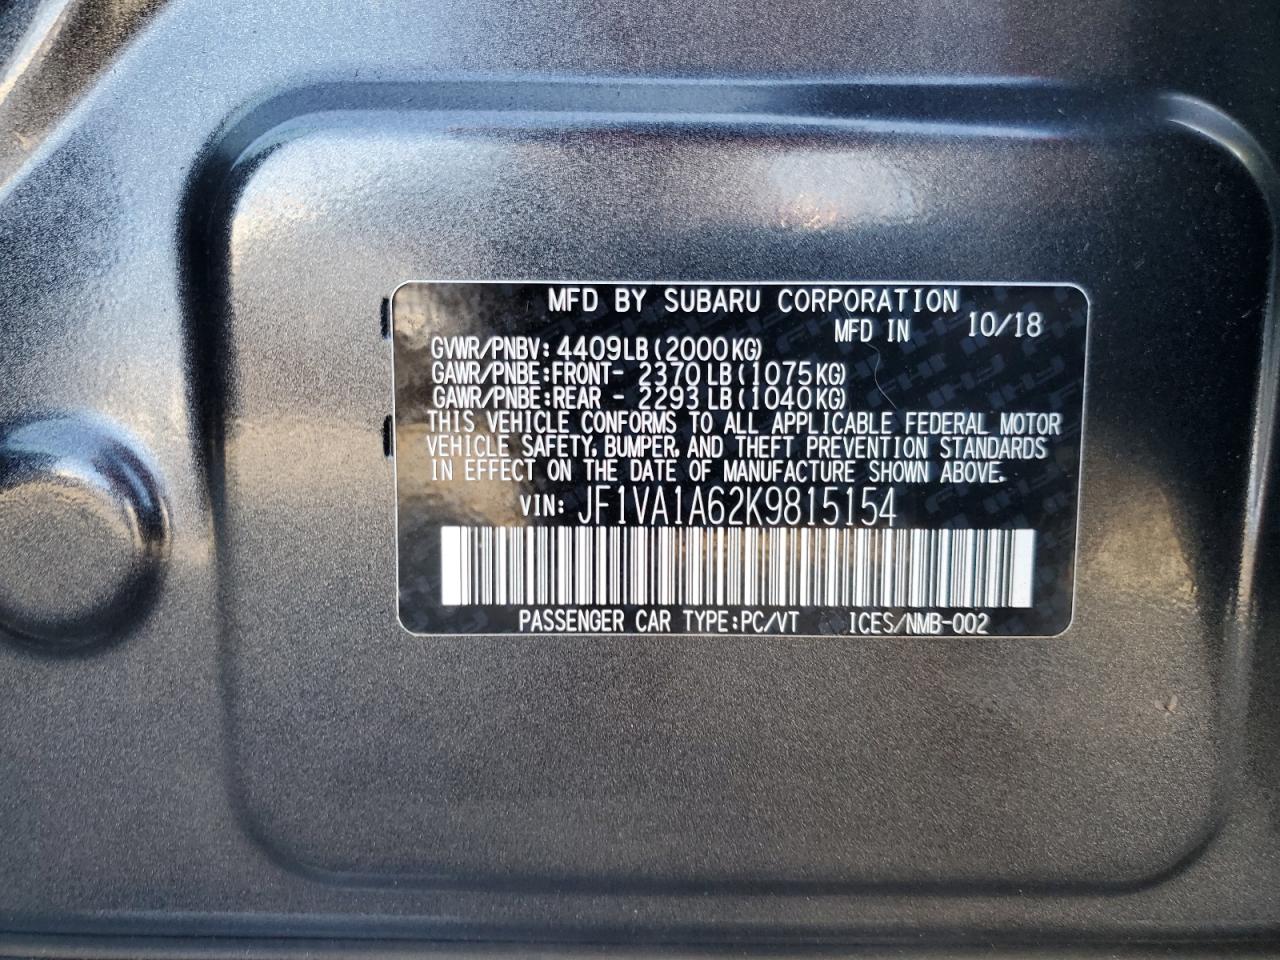 MFD BY SUBARU CORPORATION
MFD IN 10/18
GVWR/PNBV: 4409LB(2000KG)
GAWR/PNBE:FRONT- 2370LB(1075KG)
GAWR/PNBE:REAR - 2293LB(1040KG)
THIS VEHICLE CONFORMS TO ALL APPLICABLE FEDERAL MOTOR
VEHICLE SAFETY, BUMPER, AND THEFT PREVENTION STANDARDS
IN EFFECT ON THE DATE OF MANUFACTURE SHOWN ABOVE.
VIN: JF1VA1A62K9815154
PASSENGER CAR TYPE:PC/VT ICES/NMB-002